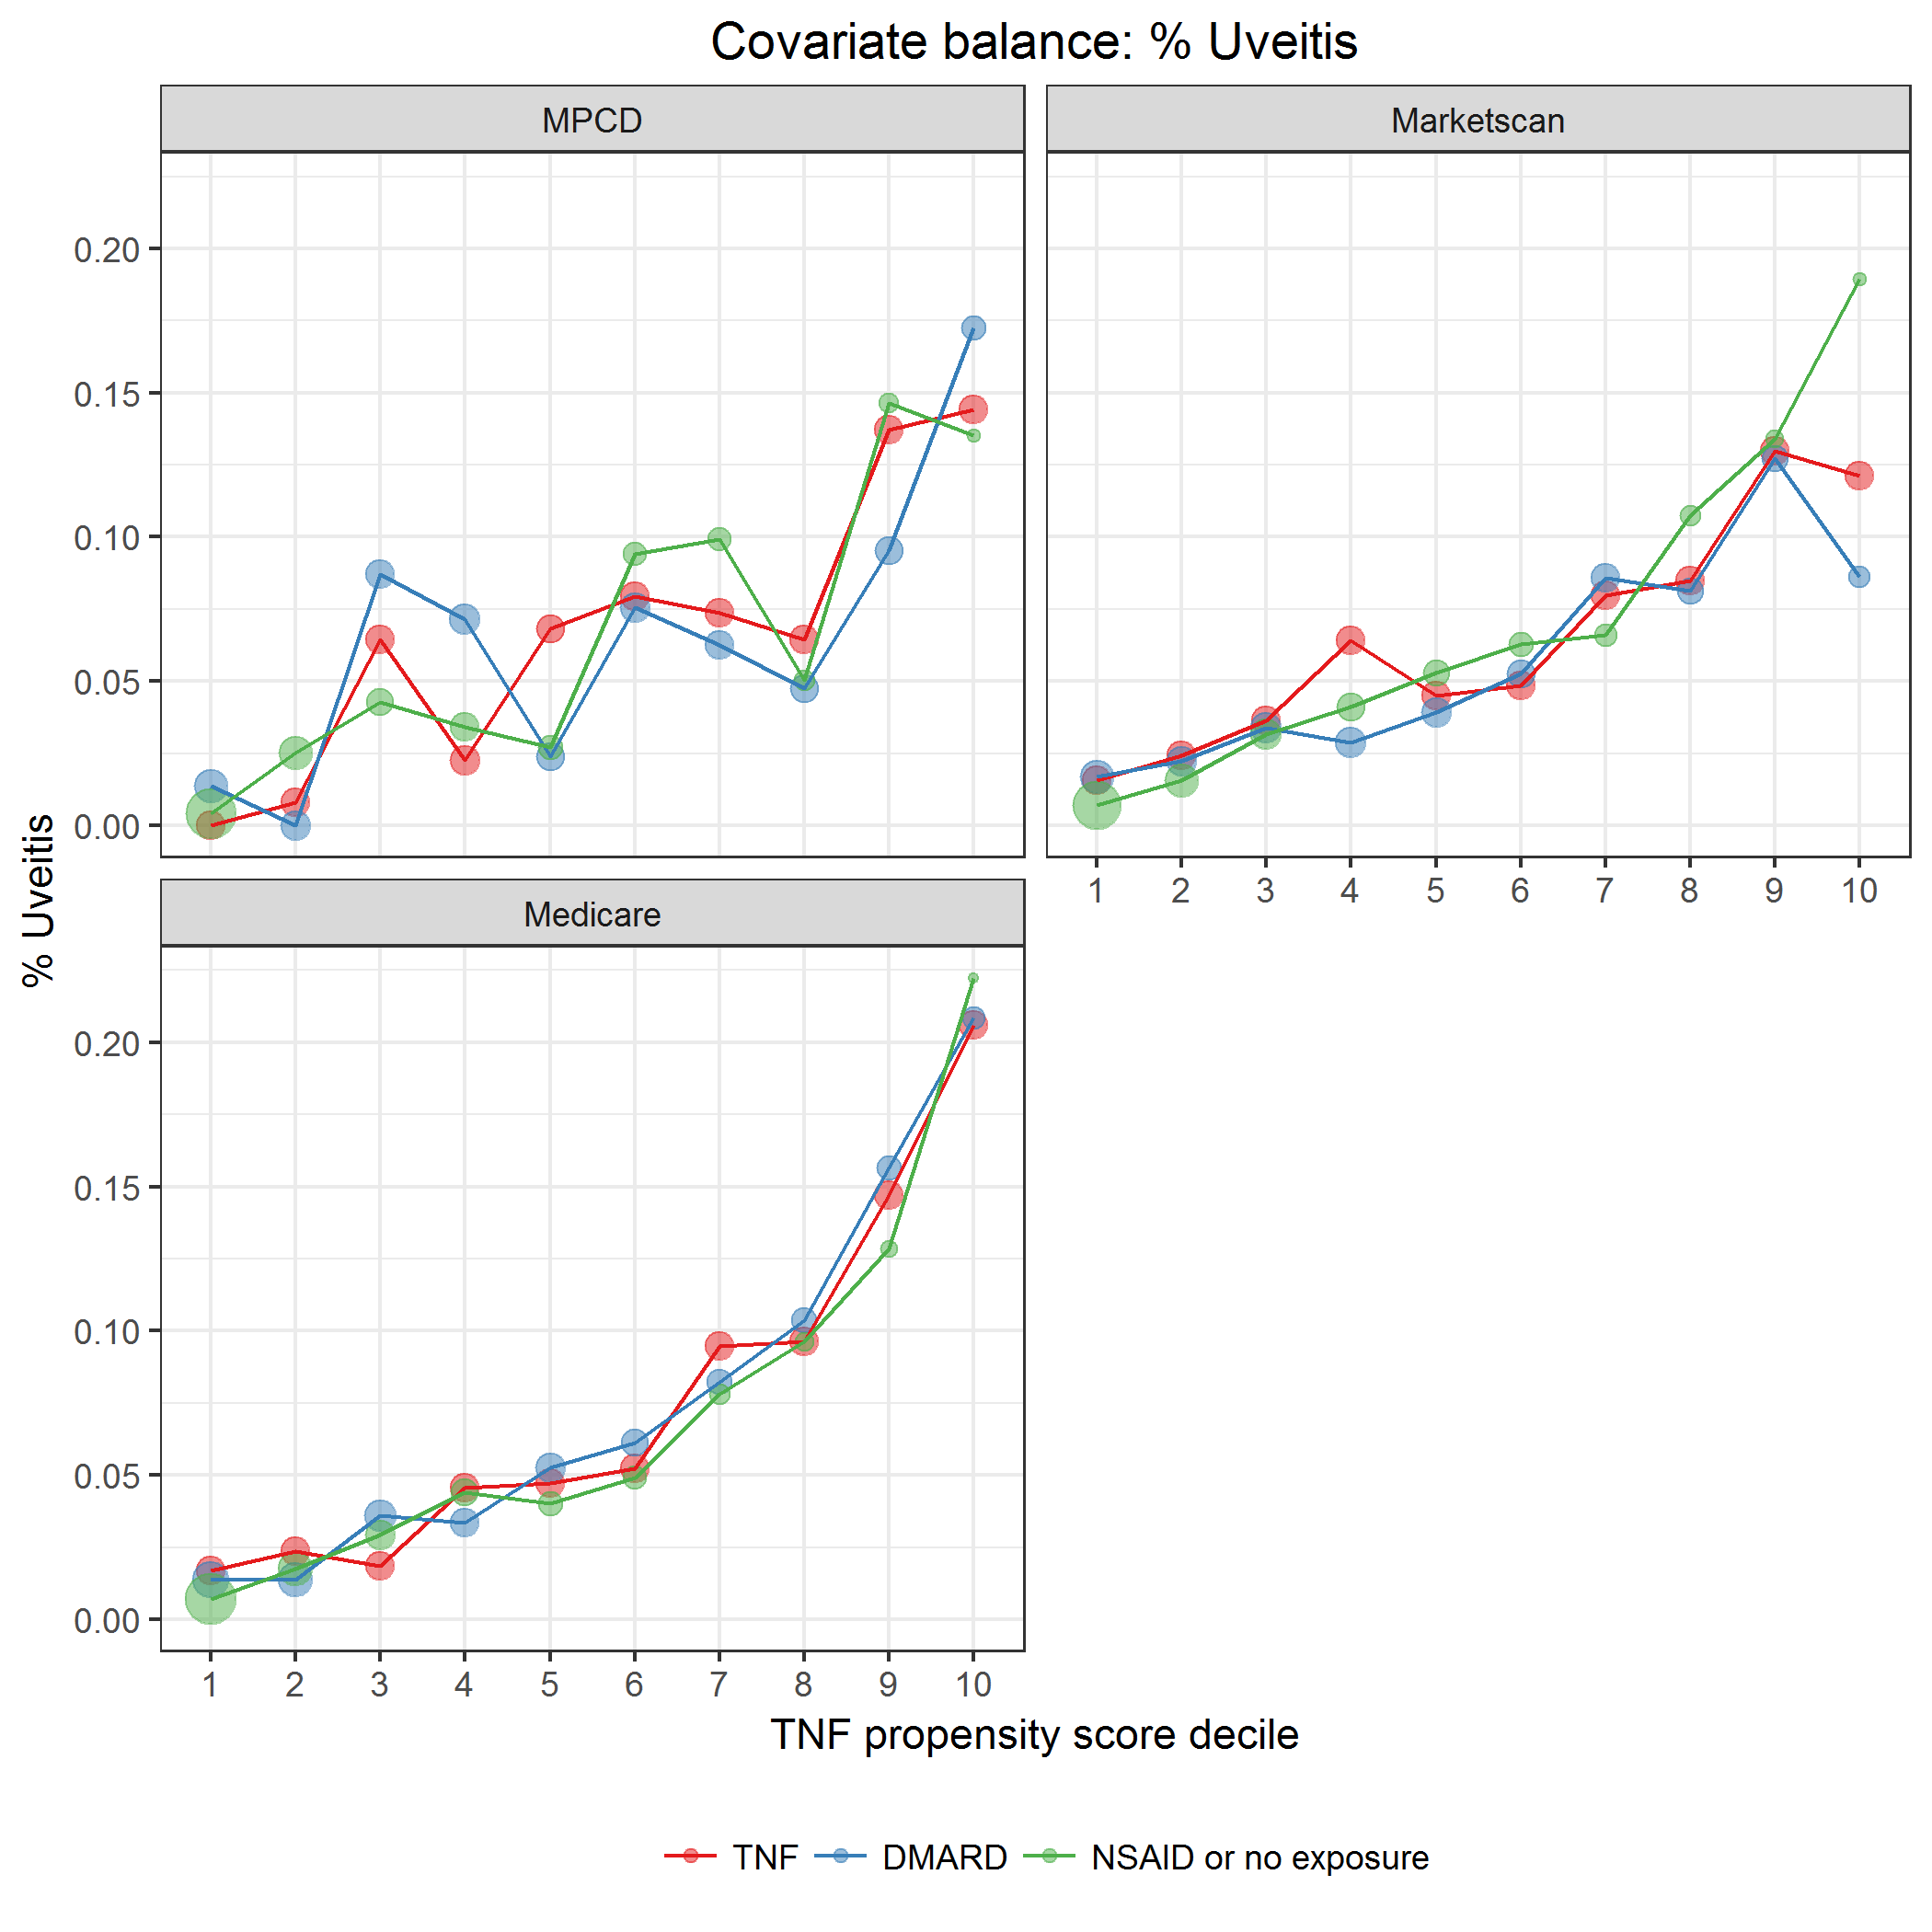 Covariate balance: % Uveitis
MPCD
Marketscan
0.20
0.15
0.10
0.05
0.00
1 2 3 4 5 6 7 8 9 10
% Uveitis
Medicare
0.20
0.15
0.10
0.05
0.00
1 2 3 4 5 6 7 8 9 10
TNF propensity score decile
TNF DMARD NSAID or no exposure